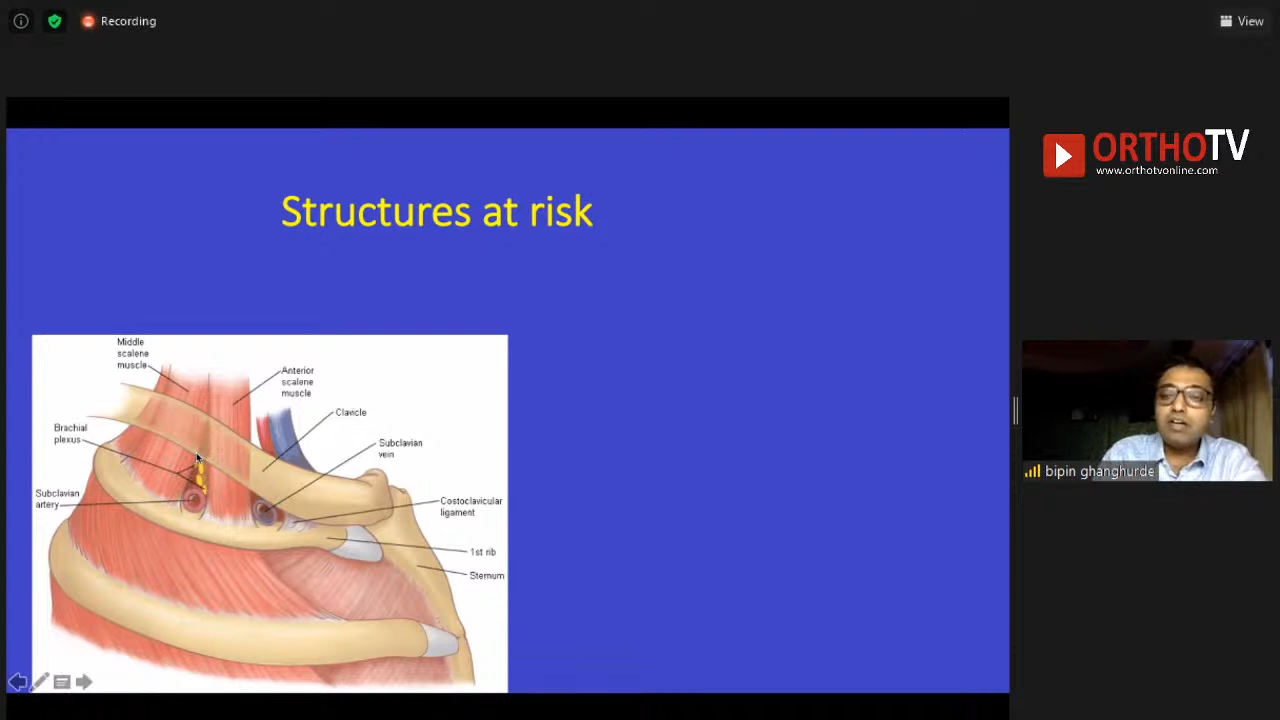 Recording
View
ORTHOTV
www.orthotvonline.com
Structures at risk
Middle
scalene
muscle
Anterior
scalene
muscle
Clavicle
Brachial
plexus
Subclavian
vein
Subclavian
artery
Costoclavicular
ligament
1st rib
Sternum
bipin ghanghurde